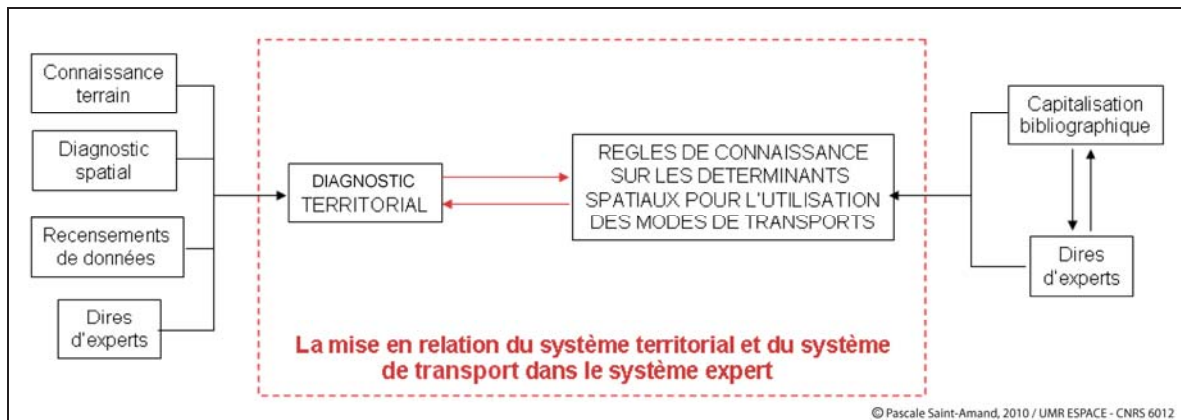 Connaissance
terrain
Diagnostic
spatial
Recensements
de données
Dires
d'experts
DIAGNOSTIC
TERRITORIAL
REGLES DE CONNAISSANCE
SUR LES DETERMINANTS
SPATIAUX POUR L'UTILISATION
DES MODES DE TRANSPORTS
Capitalisation
bibliographique
Dires
d'experts
La mise en relation du système territorial et du système
de transport dans le système expert
© Pascale Saint-Amand, 2010 / UMR ESPACE - CNRS 6012